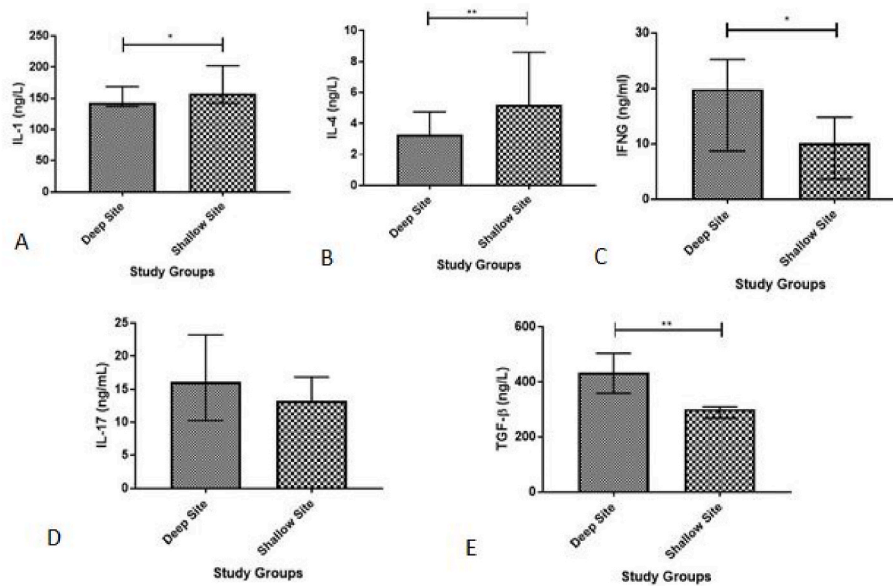 *
IL-1 (ng/L)
250
200
150
100
50
0
Deep Site
Shallow Site
Study Groups
A
**
IL-4 (ng/L)
10
8
6
4
2
0
Deep Site
Shallow Site
Study Groups
B
*
IFNG (ng/ml)
30
20
10
0
Deep Site
Shallow Site
Study Groups
C
IL-17 (ng/mL)
25
20
15
10
5
0
Deep Site
Shallow Site
Study Groups
D
**
TGF-β (ng/L)
600
400
200
0
Deep Site
Shallow Site
Study Groups
E